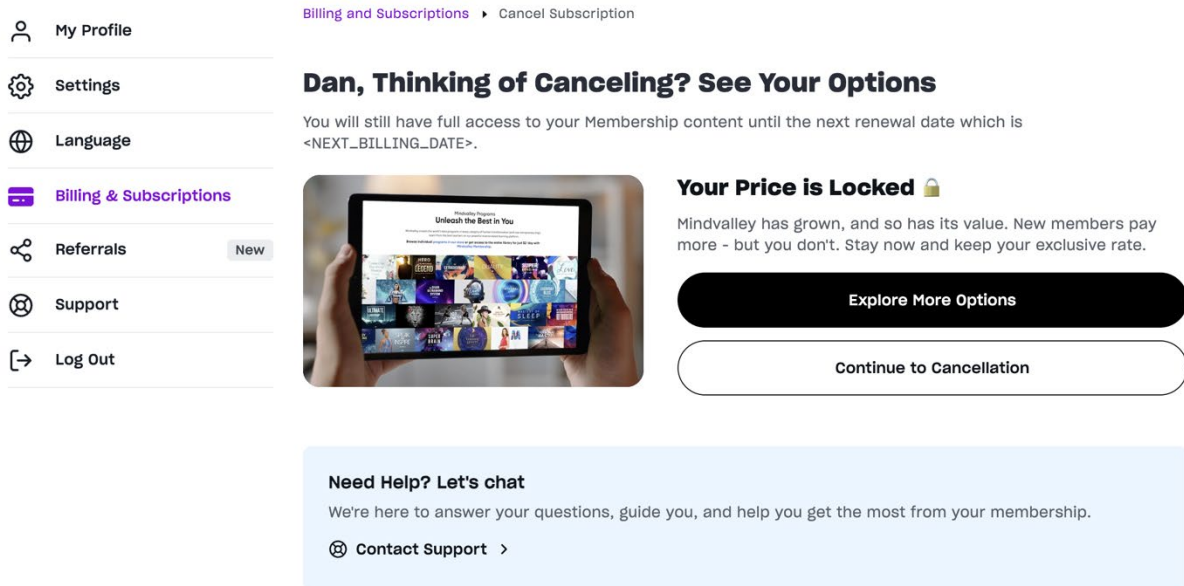 Billing and Subscriptions ▸ Cancel Subscription
My Profile
Settings
Language
Billing & Subscriptions
Referrals New
Support
Log Out
Dan, Thinking of Canceling? See Your Options
You will still have full access to your Membership content until the next renewal date which is
<NEXT_BILLING_DATE>.
Mindvalley Programs
Unleash the Best in You
LEGEND
Love
SUPER
BRAIN
SLEEP
Your Price is Locked 🔒
Mindvalley has grown, and so has its value. New members pay
more - but you don't. Stay now and keep your exclusive rate.
Explore More Options
Continue to Cancellation
Need Help? Let's chat
We're here to answer your questions, guide you, and help you get the most from your membership.
Contact Support >